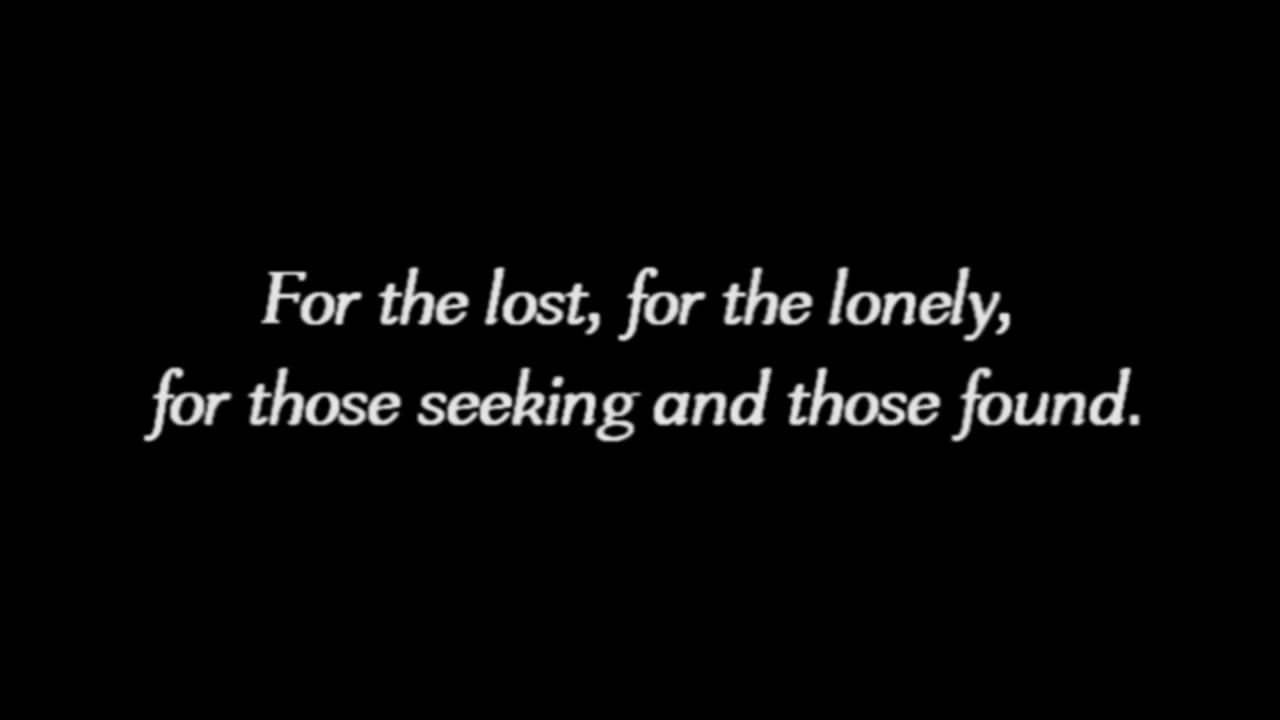 For the lost, for the lonely,
for those seeking and those found.